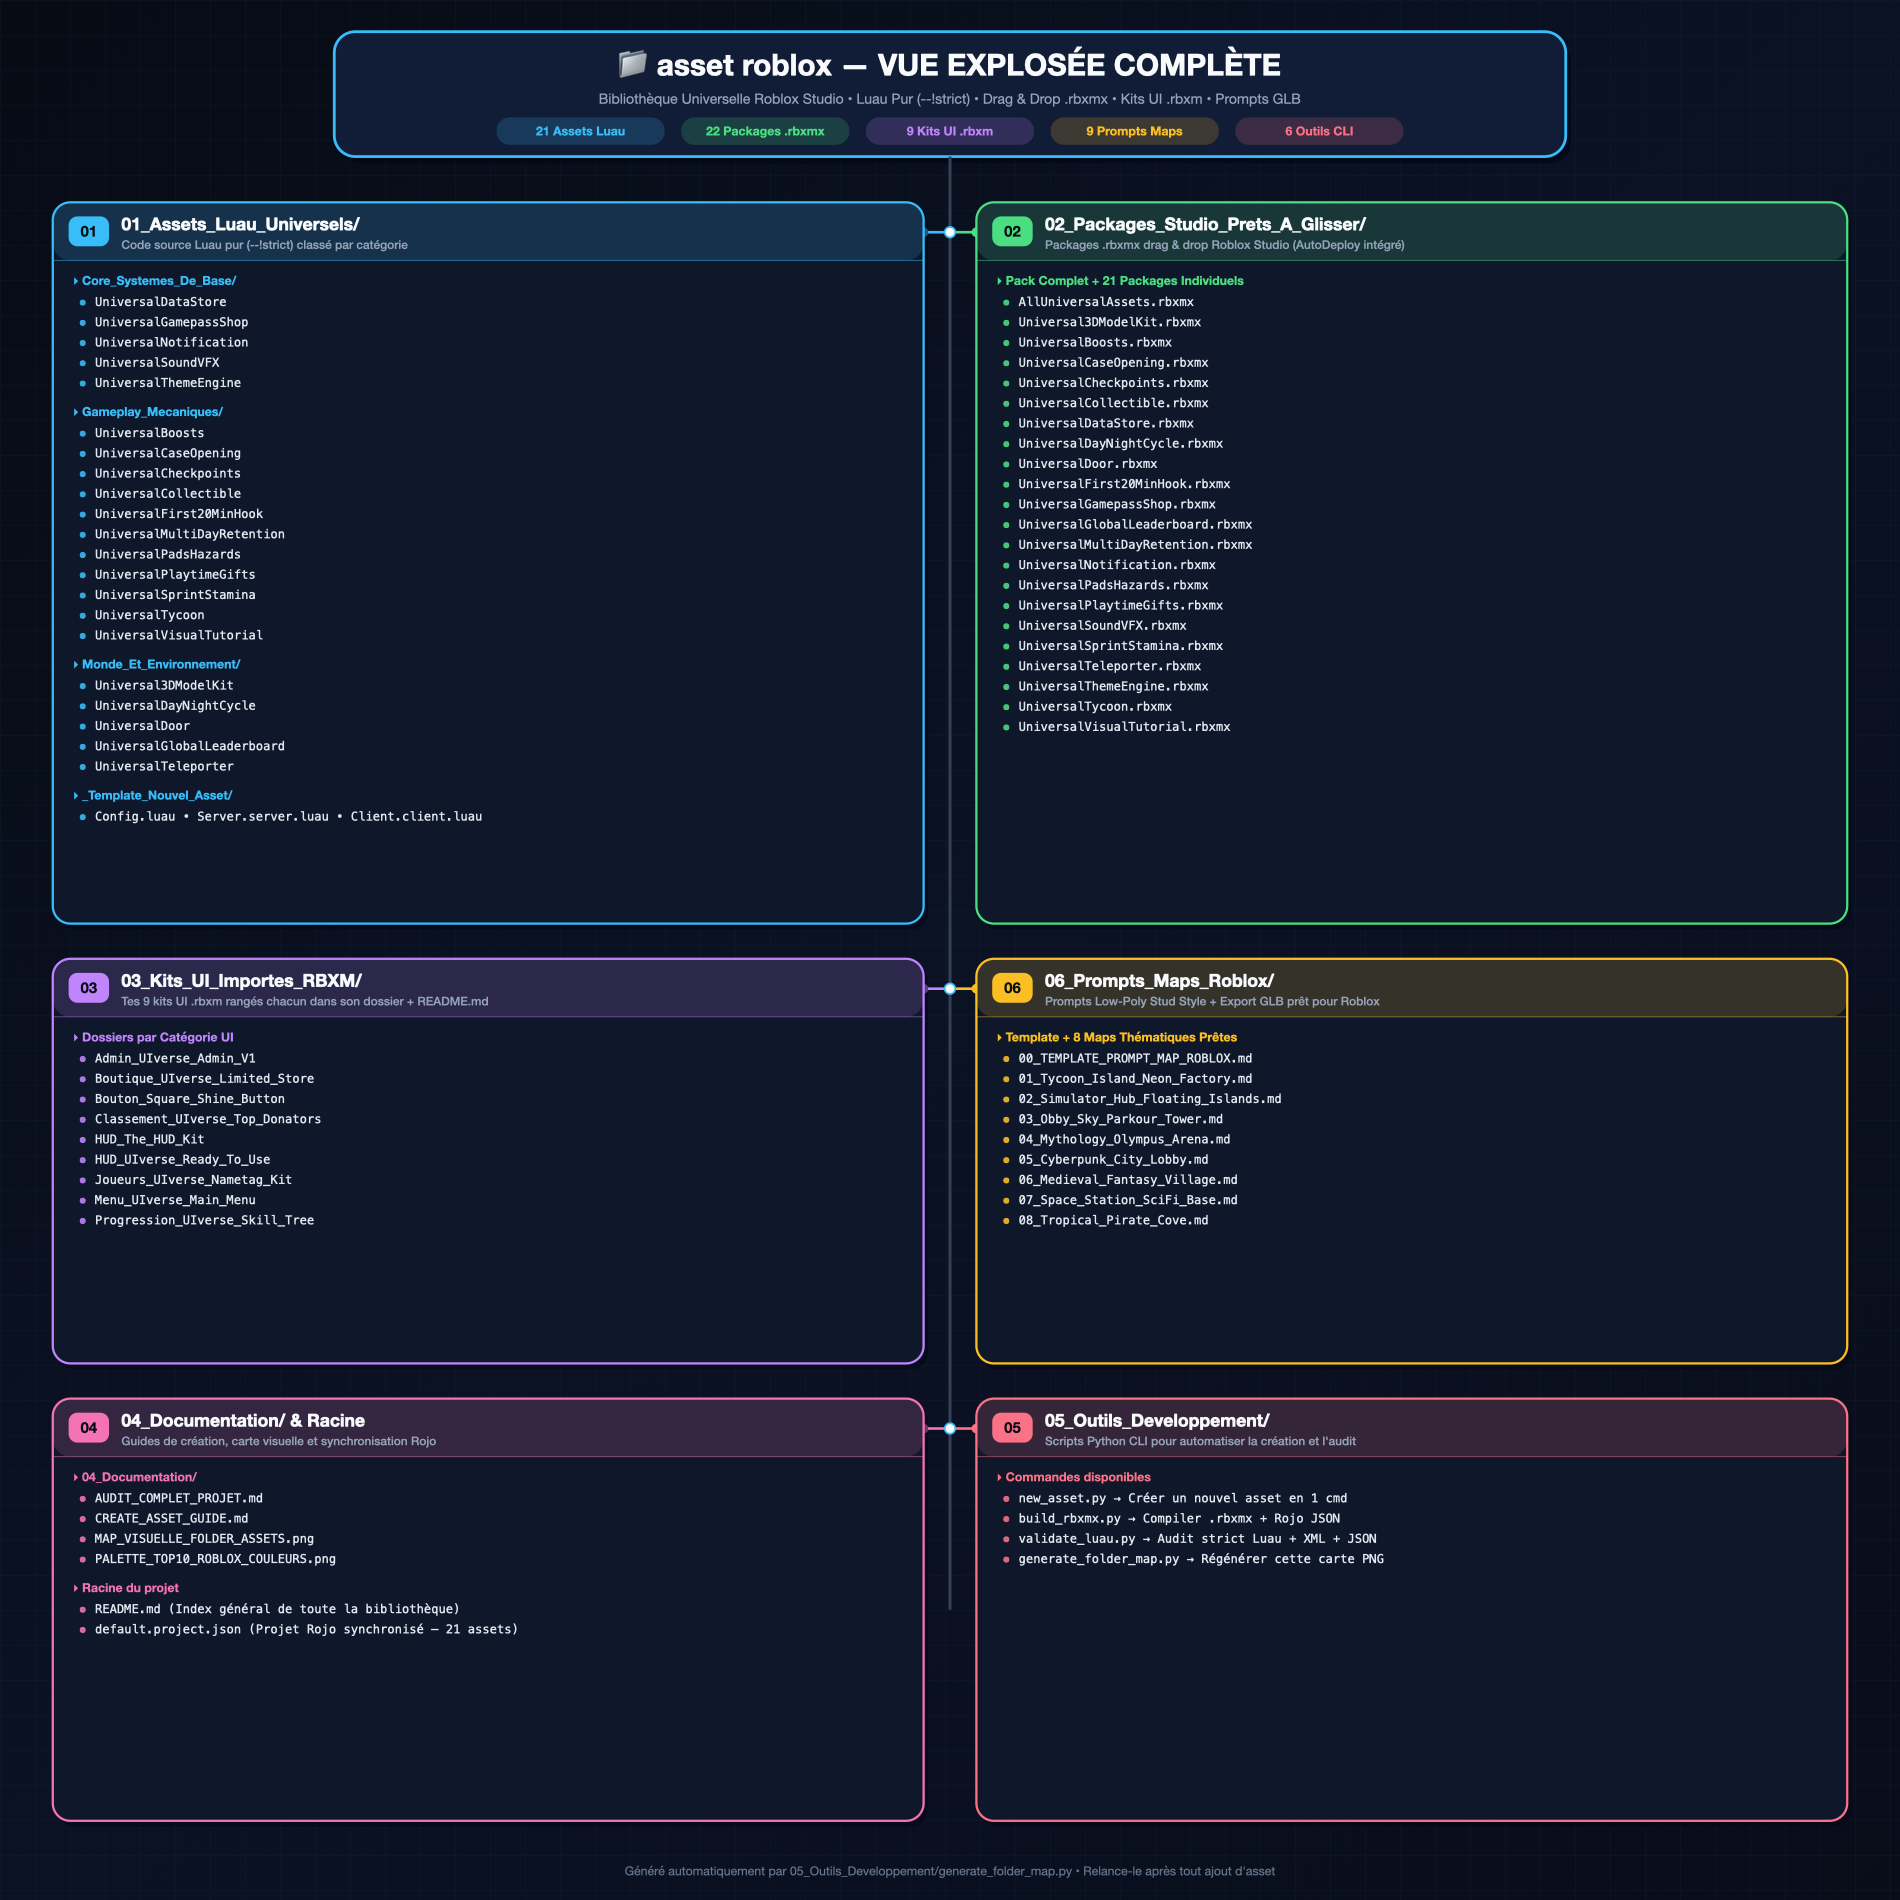 📁 asset roblox — VUE EXPLOSÉE COMPLÈTE
Bibliothèque Universelle Roblox Studio • Luau Pur (--!strict) • Drag & Drop .rbxmx • Kits UI .rbxm • Prompts GLB
21 Assets Luau
22 Packages .rbxmx
9 Kits UI .rbxm
9 Prompts Maps
6 Outils CLI
01
01_Assets_Luau_Universels/
Code source Luau pur (--!strict) classé par catégorie
Core_Systemes_De_Base/
UniversalDataStore
UniversalGamepassShop
UniversalNotification
UniversalSoundVFX
UniversalThemeEngine
Gameplay_Mecaniques/
UniversalBoosts
UniversalCaseOpening
UniversalCheckpoints
UniversalCollectible
UniversalFirst20MinHook
UniversalMultiDayRetention
UniversalPadsHazards
UniversalPlaytimeGifts
UniversalSprintStamina
UniversalTycoon
UniversalVisualTutorial
Monde_Et_Environnement/
Universal3DModelKit
UniversalDayNightCycle
UniversalDoor
UniversalGlobalLeaderboard
UniversalTeleporter
_Template_Nouvel_Asset/
Config.luau • Server.server.luau • Client.client.luau
02
02_Packages_Studio_Prets_A_Glisser/
Packages .rbxmx drag & drop Roblox Studio (AutoDeploy intégré)
Pack Complet + 21 Packages Individuels
AllUniversalAssets.rbxmx
Universal3DModelKit.rbxmx
UniversalBoosts.rbxmx
UniversalCaseOpening.rbxmx
UniversalCheckpoints.rbxmx
UniversalCollectible.rbxmx
UniversalDataStore.rbxmx
UniversalDayNightCycle.rbxmx
UniversalDoor.rbxmx
UniversalFirst20MinHook.rbxmx
UniversalGamepassShop.rbxmx
UniversalGlobalLeaderboard.rbxmx
UniversalMultiDayRetention.rbxmx
UniversalNotification.rbxmx
UniversalPadsHazards.rbxmx
UniversalPlaytimeGifts.rbxmx
UniversalSoundVFX.rbxmx
UniversalSprintStamina.rbxmx
UniversalTeleporter.rbxmx
UniversalThemeEngine.rbxmx
UniversalTycoon.rbxmx
UniversalVisualTutorial.rbxmx
03
03_Kits_UI_Importes_RBXM/
Tes 9 kits UI .rbxm rangés chacun dans son dossier + README.md
Dossiers par Catégorie UI
Admin_UIverse_Admin_V1
Boutique_UIverse_Limited_Store
Bouton_Square_Shine_Button
Classement_UIverse_Top_Donators
HUD_The_HUD_Kit
HUD_UIverse_Ready_To_Use
Joueurs_UIverse_Nametag_Kit
Menu_UIverse_Main_Menu
Progression_UIverse_Skill_Tree
06
06_Prompts_Maps_Roblox/
Prompts Low-Poly Stud Style + Export GLB prêt pour Roblox
Template + 8 Maps Thématiques Prêtes
00_TEMPLATE_PROMPT_MAP_ROBLOX.md
01_Tycoon_Island_Neon_Factory.md
02_Simulator_Hub_Floating_Islands.md
03_Obby_Sky_Parkour_Tower.md
04_Mythology_Olympus_Arena.md
05_Cyberpunk_City_Lobby.md
06_Medieval_Fantasy_Village.md
07_Space_Station_SciFi_Base.md
08_Tropical_Pirate_Cove.md
04
04_Documentation/ & Racine
Guides de création, carte visuelle et synchronisation Rojo
04_Documentation/
AUDIT_COMPLET_PROJET.md
CREATE_ASSET_GUIDE.md
MAP_VISUELLE_FOLDER_ASSETS.png
PALETTE_TOP10_ROBLOX_COULEURS.png
Racine du projet
README.md (Index général de toute la bibliothèque)
default.project.json (Projet Rojo synchronisé — 21 assets)
05
05_Outils_Developpement/
Scripts Python CLI pour automatiser la création et l'audit
Commandes disponibles
new_asset.py → Créer un nouvel asset en 1 cmd
build_rbxmx.py → Compiler .rbxmx + Rojo JSON
validate_luau.py → Audit strict Luau + XML + JSON
generate_folder_map.py → Régénérer cette carte PNG
Généré automatiquement par 05_Outils_Developpement/generate_folder_map.py • Relance-le après tout ajout d'asset